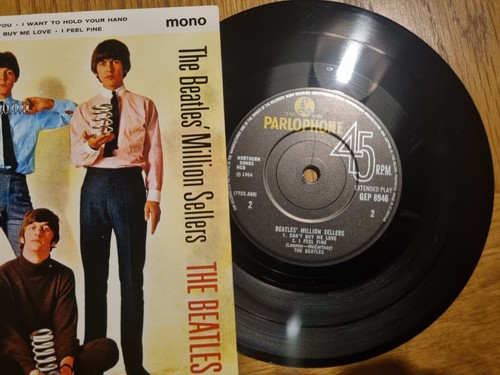 YOU · I WANT TO HOLD YOUR HAND
BUY ME LOVE · I FEEL FINE
mono
The Beatles' Million Sellers THE BEATLES
PARLOPHONE
45
R.P.M.
EXTENDED PLAY
GEP 8946
NORTHERN
SONGS
NCB
℗ 1964
(7TCE.880)
2
2
BEATLES' MILLION SELLERS
1. CAN'T BUY ME LOVE
2. I FEEL FINE
(Lennon—McCartney)
THE BEATLES